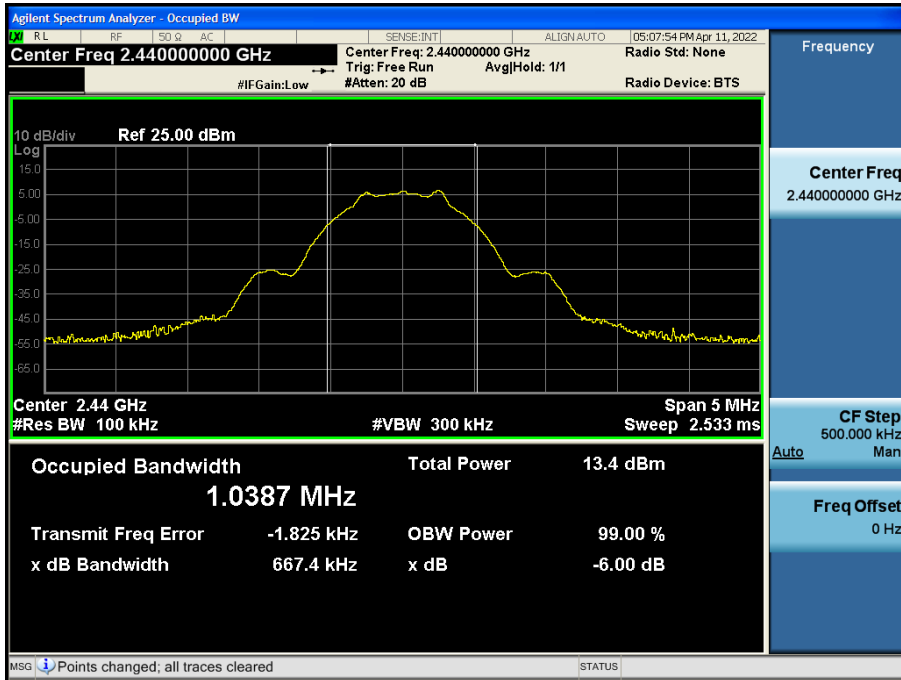 Agilent Spectrum Analyzer - Occupied BW
LXI RL RF 50 Ω AC SENSE:INT ALIGN AUTO 05:07:54 PM Apr 11, 2022
Center Freq 2.440000000 GHz
Center Freq: 2.440000000 GHz
Radio Std: None
Trig: Free Run Avg|Hold: 1/1
#IFGain:Low
#Atten: 20 dB
Radio Device: BTS
Frequency
10 dB/div Ref 25.00 dBm
Log
15.0
5.00
-5.00
-15.0
-25.0
-35.0
-45.0
-55.0
-65.0
Center 2.44 GHz
Span 5 MHz
#Res BW 100 kHz
#VBW 300 kHz
Sweep 2.533 ms
Center Freq
2.440000000 GHz
CF Step
500.000 kHz
Auto Man
Freq Offset
0 Hz
Occupied Bandwidth
Total Power 13.4 dBm
1.0387 MHz
Transmit Freq Error -1.825 kHz
OBW Power 99.00 %
x dB Bandwidth 667.4 kHz
x dB -6.00 dB
MSG Points changed; all traces cleared
STATUS